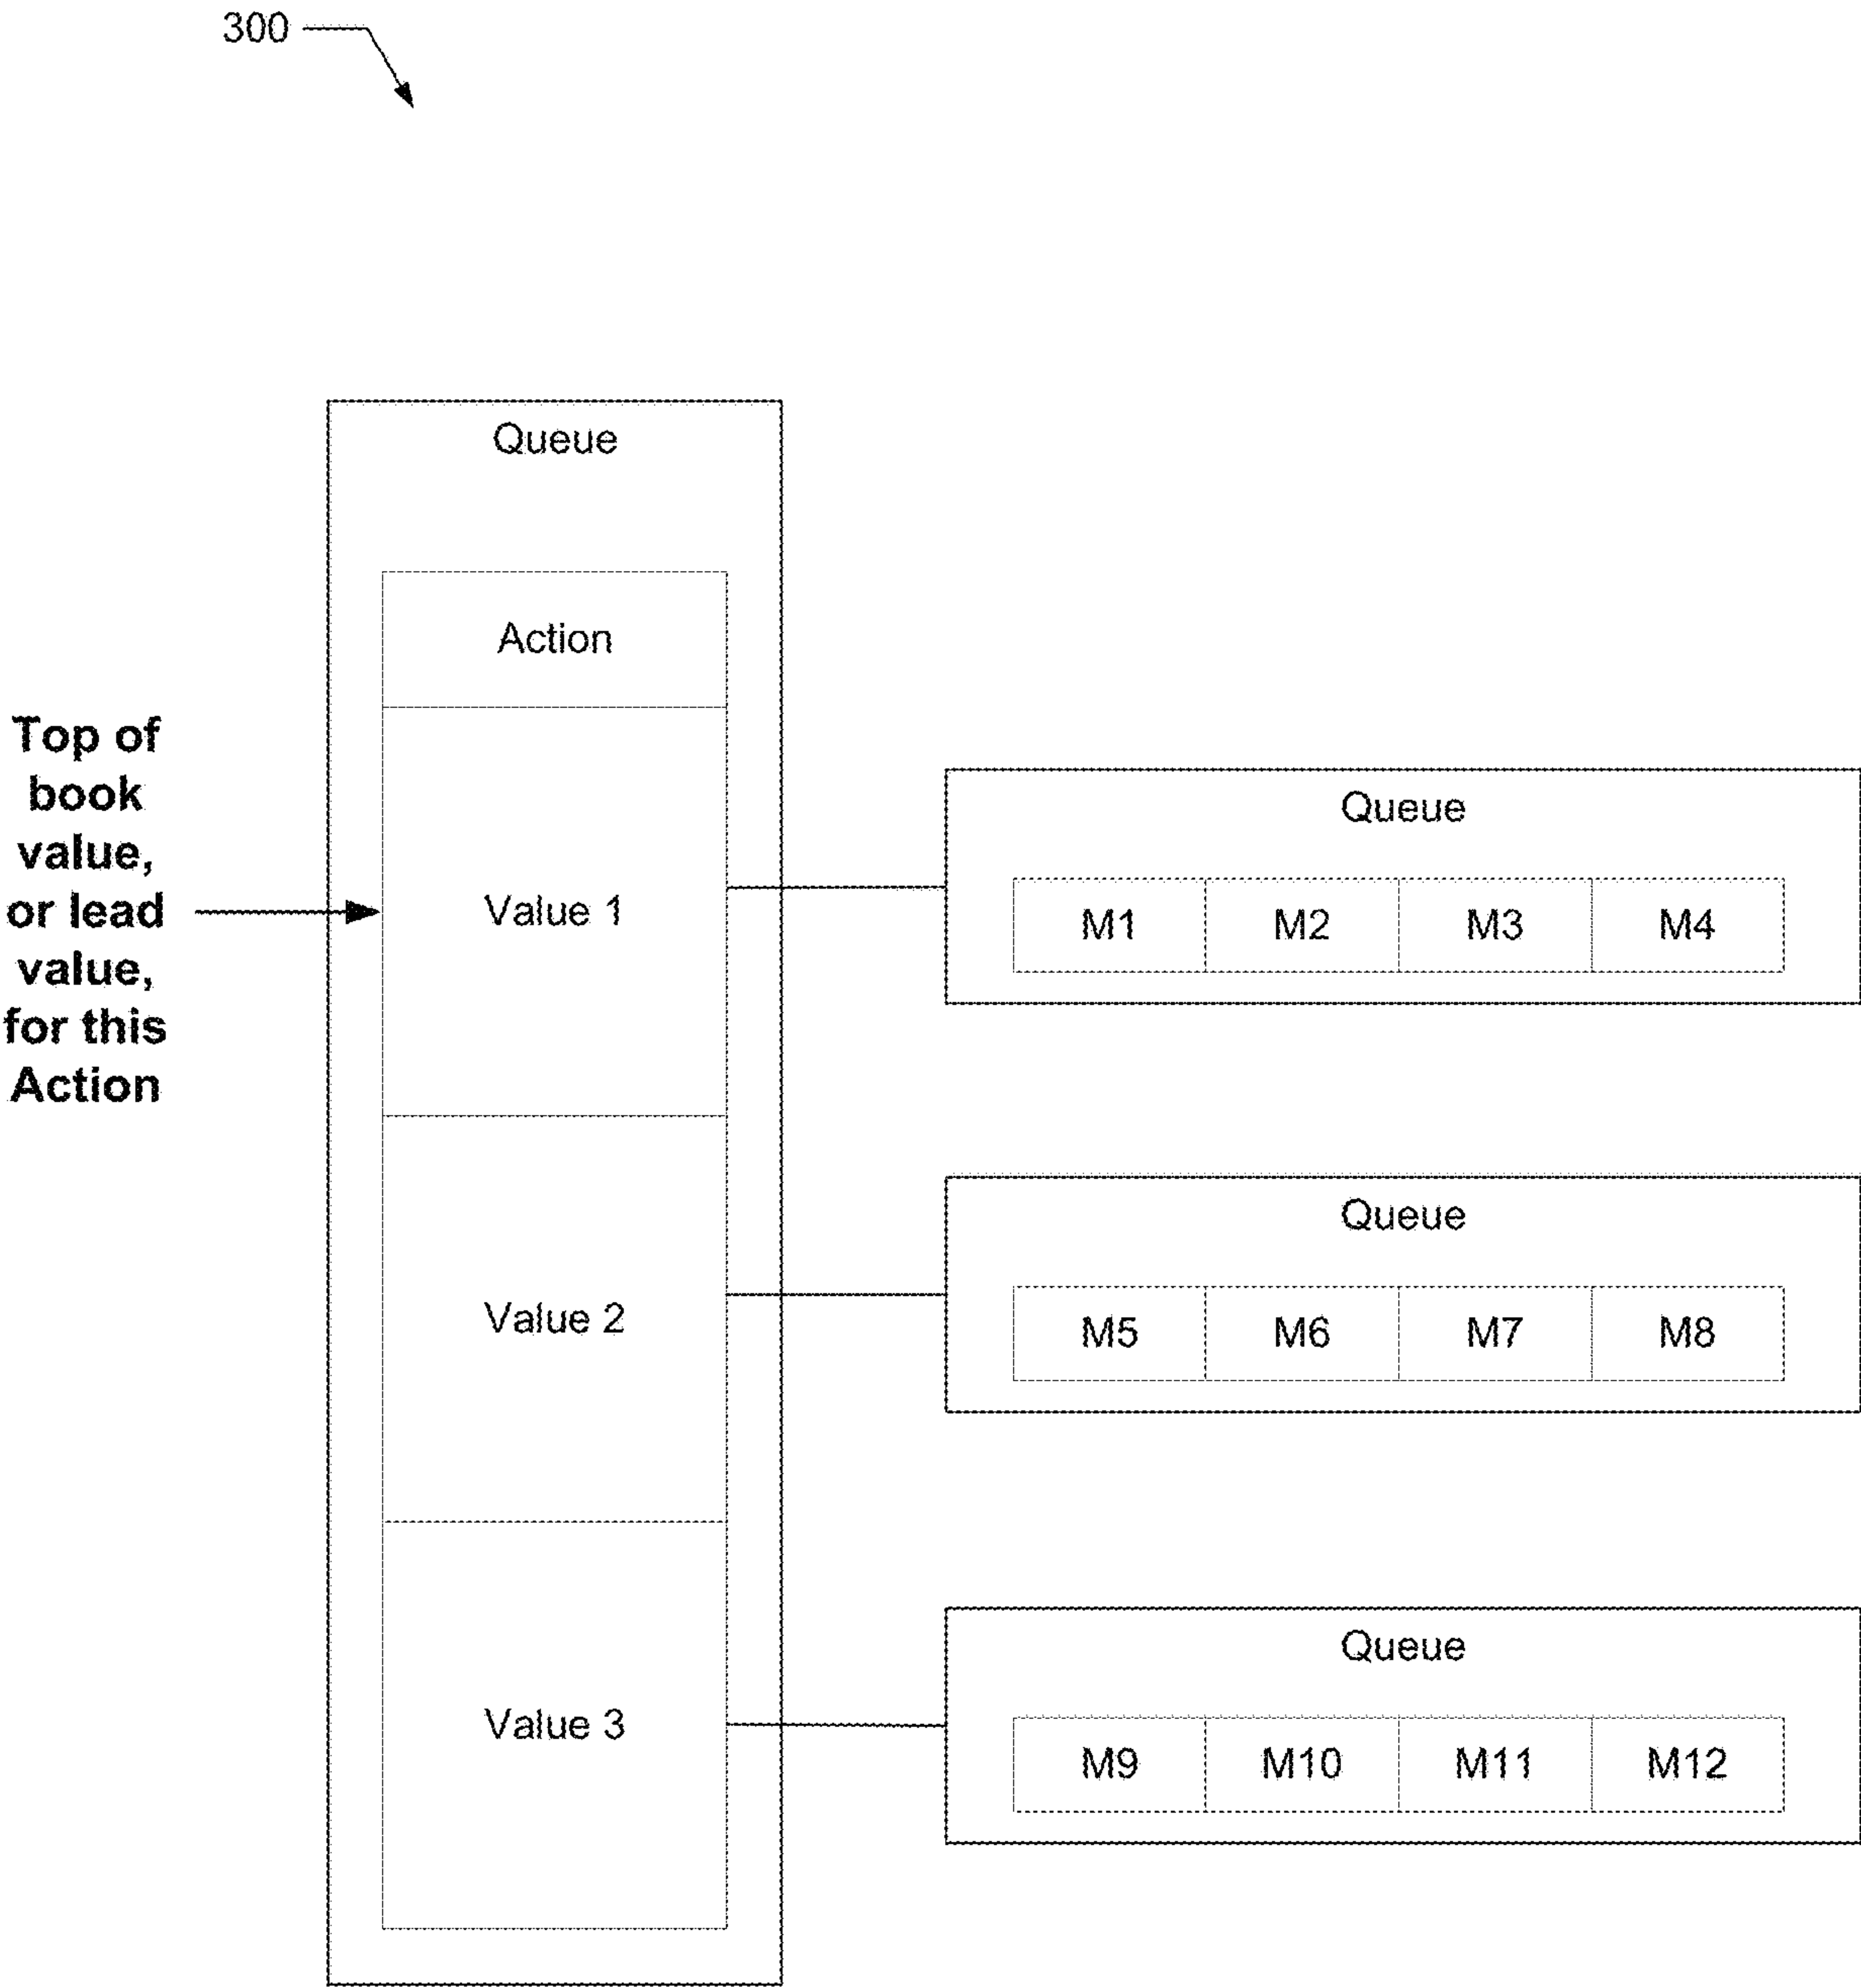 300
Queue
Action
Top of
book
value,
or lead
value,
for this
Action
Value 1
Queue
M1 M2 M3 M4
Value 2
Queue
M5 M6 M7 M8
Value 3
Queue
M9 M10 M11 M12